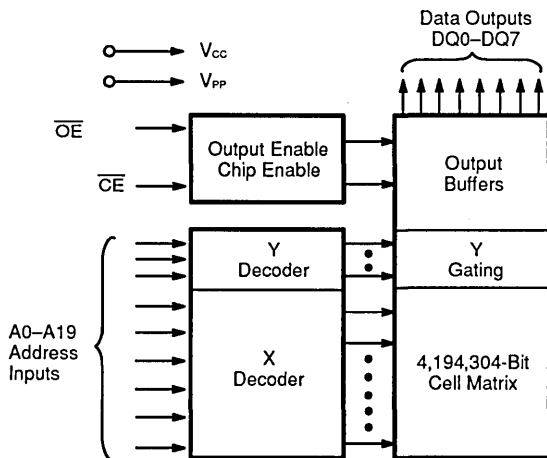 Data Outputs
DQ0–DQ7
VCC
VPP
OE
CE
Output Enable
Chip Enable
Output
Buffers
Y
Decoder
Y
Gating
A0–A19
Address
Inputs
X
Decoder
4,194,304-Bit
Cell Matrix